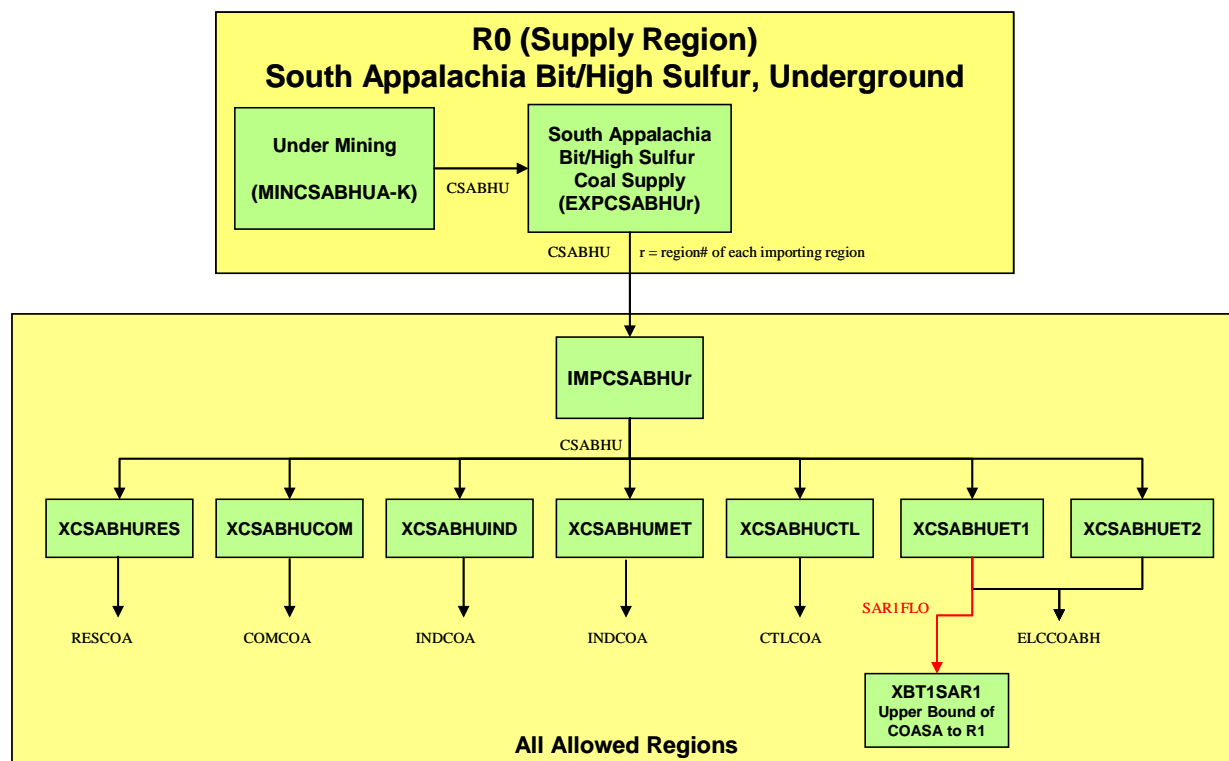 R0 (Supply Region)
South Appalachia Bit/High Sulfur, Underground
Under Mining
(MINCSABHUA-K)
CSABHU
South Appalachia
Bit/High Sulfur
Coal Supply
(EXPCSABHUr)
CSABHU
r = region# of each importing region
IMPCSABHUr
CSABHU
XCSABHURES
XCSABHUCOM
XCSABHUIND
XCSABHUMET
XCSABHUCTL
XCSABHUET1
XCSABHUET2
SAR1FLO
RESCOA
COMCOA
INDCOA
INDCOA
CTLCOA
ELCCOABH
XBT1SAR1
Upper Bound of
COASA to R1
All Allowed Regions